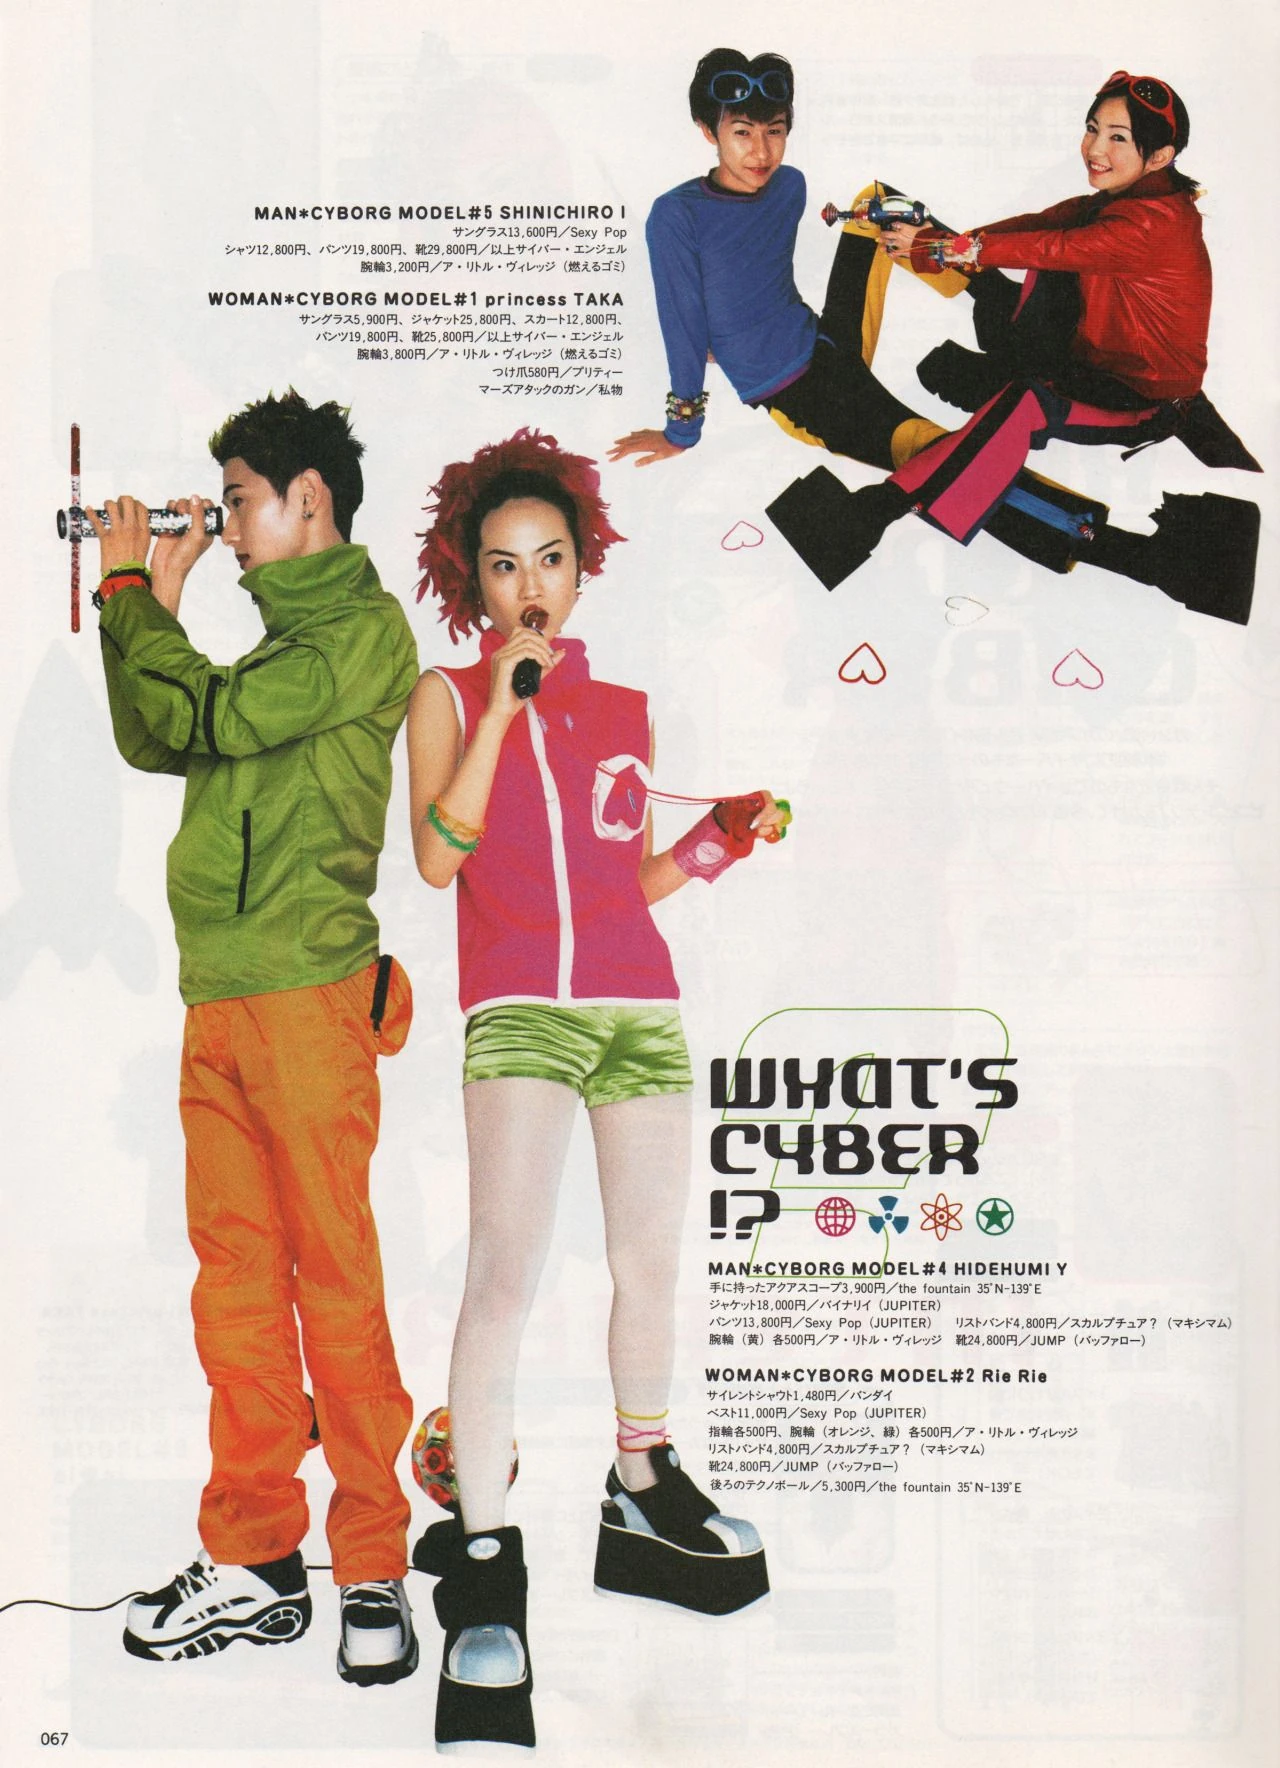 MAN*CYBORG MODEL#5 SHINICHIRO I
サングラス13,600円／Sexy Pop
シャツ12,800円、パンツ19,800円、靴29,800円／以上サイバー・エンジェル
腕輪3,200円／ア・リトル・ヴィレッジ（燃えるゴミ）
WOMAN*CYBORG MODEL#1 princess TAKA
サングラス5,900円、ジャケット25,800円、スカート12,800円、
パンツ19,800円、靴25,800円／以上サイバー・エンジェル
腕輪3,800円／ア・リトル・ヴィレッジ（燃えるゴミ）
つけ爪580円／プリティー
マーズアタックのガン／私物
WHAT'S
CYBER
!?
MAN*CYBORG MODEL#4 HIDEHUMI Y
手に持ったアクアスコープ3,900円／the fountain 35°N-139°E
ジャケット18,000円／バイナリイ（JUPITER）
パンツ13,800円／Sexy Pop（JUPITER） リストバンド4,800円／スカルプチュア？（マキシマム）
腕輪（黄）各500円／ア・リトル・ヴィレッジ 靴24,800円／JUMP（バッファロー）
WOMAN*CYBORG MODEL#2 Rie Rie
サイレントシャウト1,480円／バンダイ
ベスト11,000円／Sexy Pop（JUPITER）
指輪各500円、腕輪（オレンジ、緑）各500円／ア・リトル・ヴィレッジ
リストバンド4,800円／スカルプチュア？（マキシマム）
靴24,800円／JUMP（バッファロー）
後ろのテクノボール／5,300円／the fountain 35°N-139°E
067